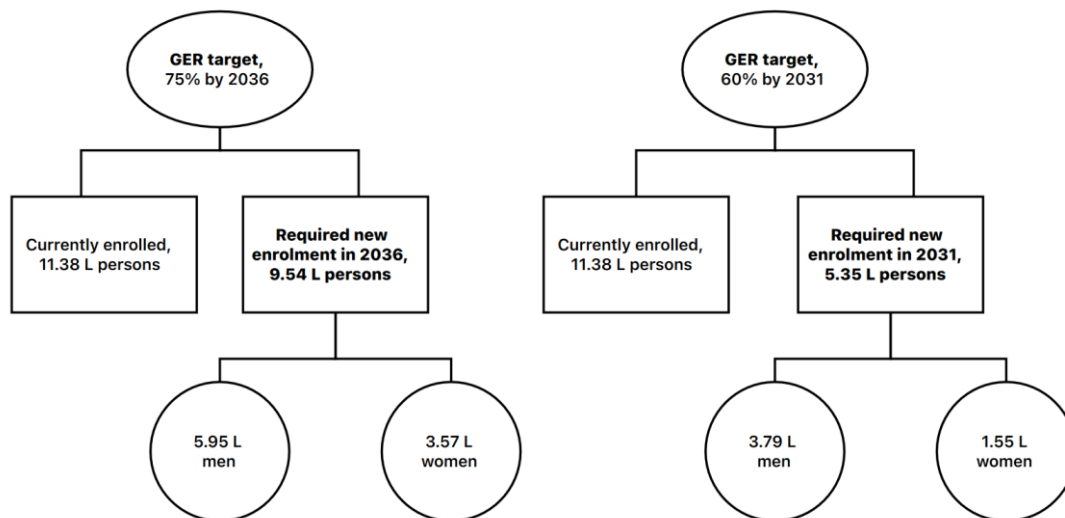 GER target,
75% by 2036
Currently enrolled,
11.38 L persons
Required new
enrolment in 2036,
9.54 L persons
5.95 L
men
3.57 L
women
GER target,
60% by 2031
Currently enrolled,
11.38 L persons
Required new
enrolment in 2031,
5.35 L persons
3.79 L
men
1.55 L
women